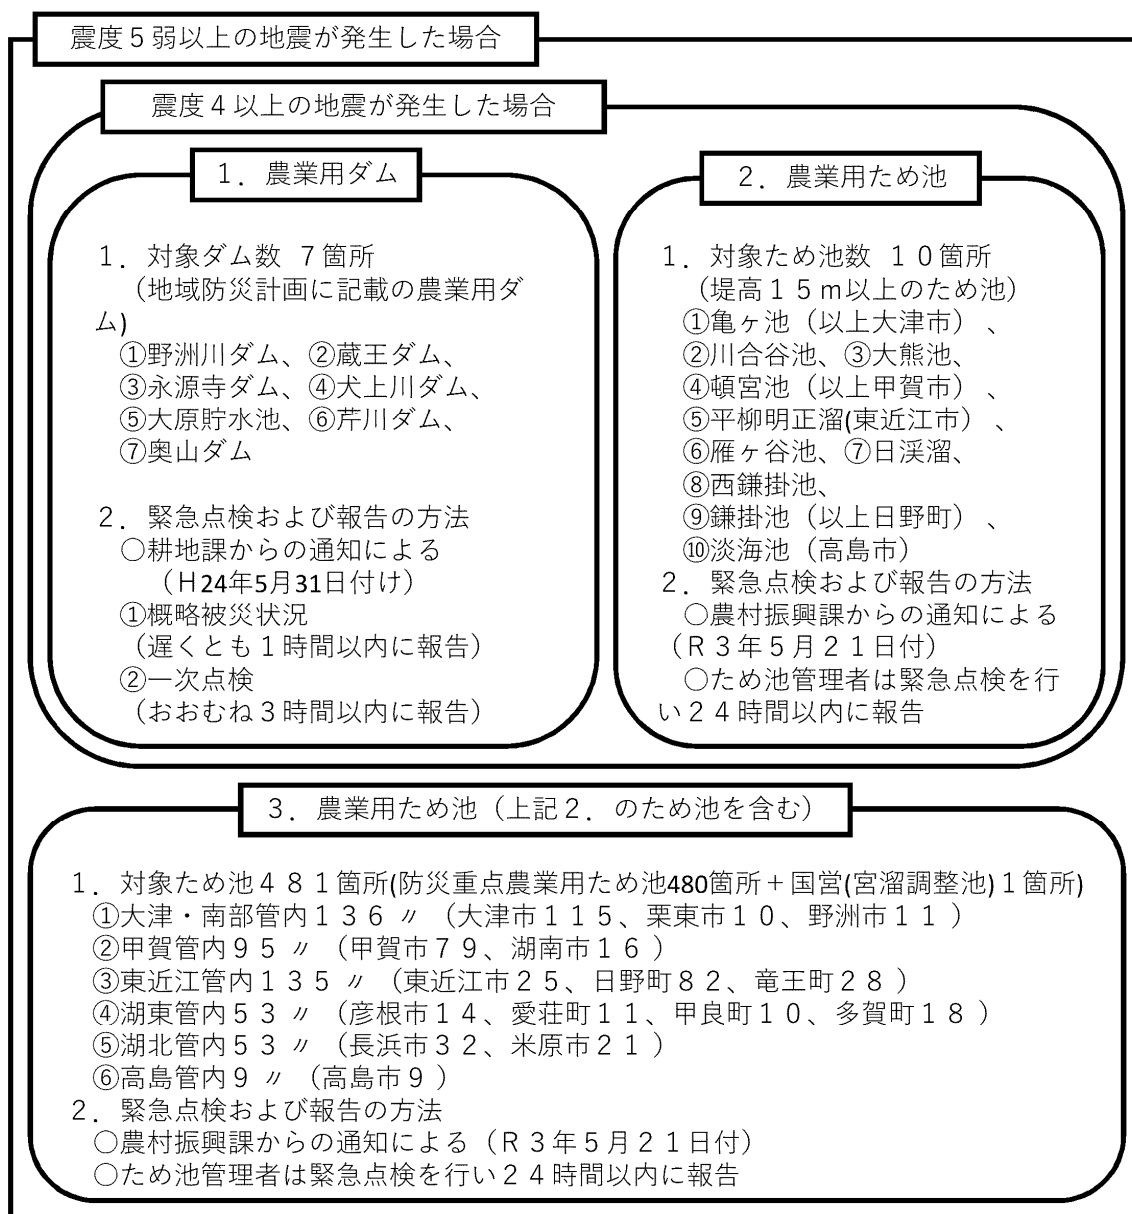 震度５弱以上の地震が発生した場合
震度４以上の地震が発生した場合
１．農業用ダム
１．対象ダム数 ７箇所
（地域防災計画に記載の農業用ダ
ム)
①野洲川ダム、②蔵王ダム、
③永源寺ダム、④犬上川ダム、
⑤大原貯水池、⑥芹川ダム、
⑦奥山ダム
２．緊急点検および報告の方法
○耕地課からの通知による
（Ｈ24年5月31日付け）
①概略被災状況
（遅くとも１時間以内に報告）
②一次点検
（おおむね３時間以内に報告）
２．農業用ため池
１．対象ため池数 １０箇所
（堤高１５ｍ以上のため池）
①亀ヶ池（以上大津市）、
②川合谷池、③大熊池、
④頓宮池（以上甲賀市）、
⑤平柳明正溜(東近江市）、
⑥雁ヶ谷池、⑦日渓溜、
⑧西鎌掛池、
⑨鎌掛池（以上日野町）、
⑩淡海池（高島市）
２．緊急点検および報告の方法
○農村振興課からの通知による
（Ｒ３年５月２１日付）
○ため池管理者は緊急点検を行
い２４時間以内に報告
３．農業用ため池（上記２．のため池を含む）
１．対象ため池４８１箇所(防災重点農業用ため池480箇所＋国営(宮溜調整池)１箇所)
①大津・南部管内１３６〃（大津市１１５、栗東市１０、野洲市１１）
②甲賀管内９５〃（甲賀市７９、湖南市１６）
③東近江管内１３５〃（東近江市２５、日野町８２、竜王町２８）
④湖東管内５３〃（彦根市１４、愛荘町１１、甲良町１０、多賀町１８）
⑤湖北管内５３〃（長浜市３２、米原市２１）
⑥高島管内９〃（高島市９）
２．緊急点検および報告の方法
○農村振興課からの通知による（Ｒ３年５月２１日付）
○ため池管理者は緊急点検を行い２４時間以内に報告